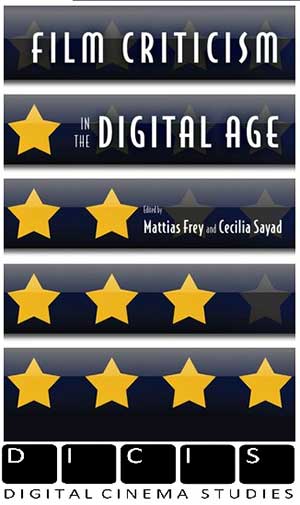 FILM CRITICISM
IN THE DIGITAL AGE
Edited by
Mattias Frey and Cecilia Sayad
D I C I S
DIGITAL CINEMA STUDIES